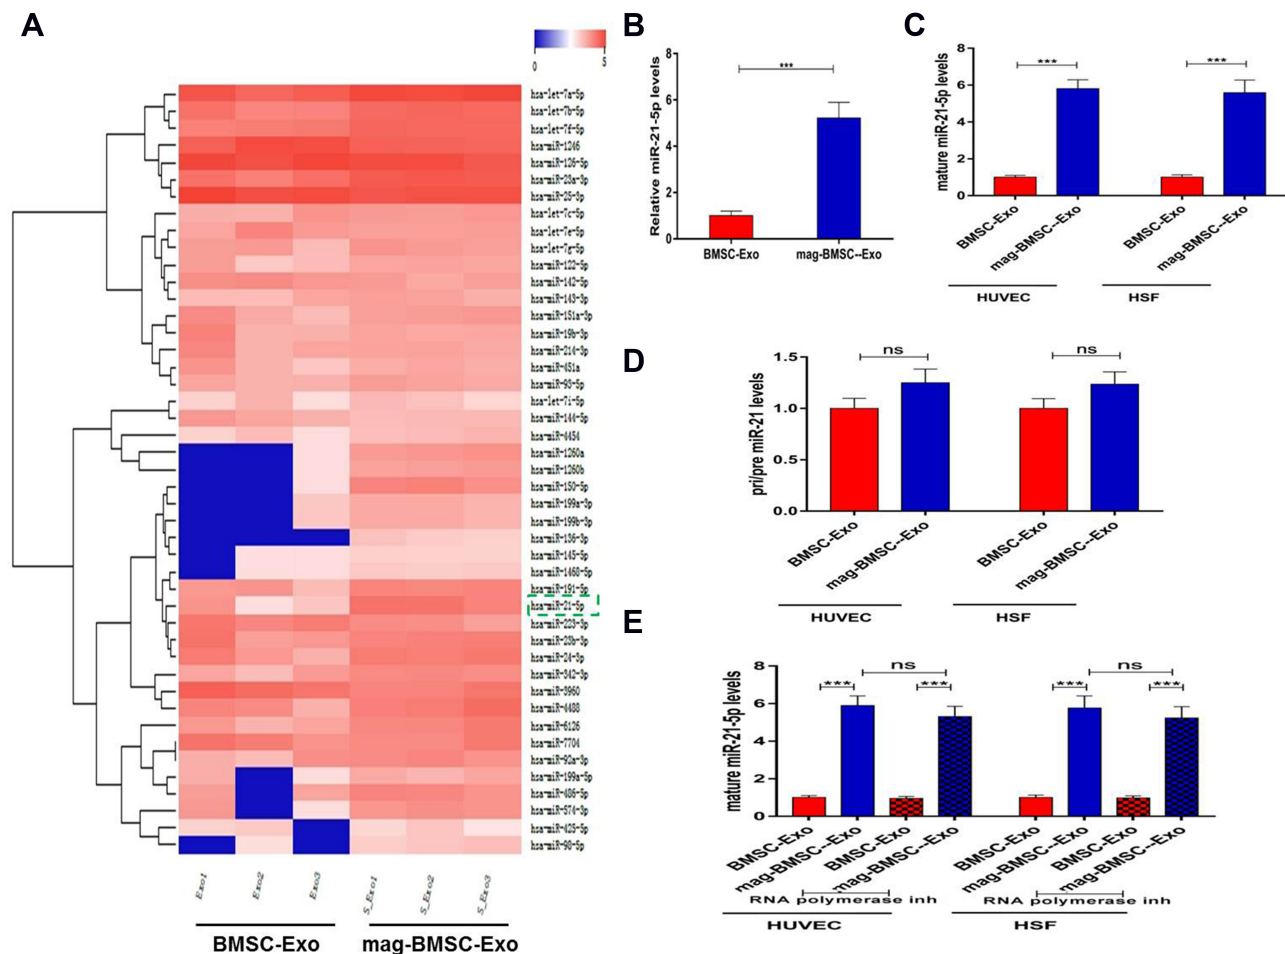 A
0
5
hsa-let-7a-5p
hsa-let-7b-5p
hsa-let-7f-5p
hsa-miR-1246
hsa-miR-126-5p
hsa-miR-23a-3p
hsa-miR-25-3p
hsa-let-7c-5p
hsa-let-7e-5p
hsa-let-7g-5p
hsa-miR-122-5p
hsa-miR-142-5p
hsa-miR-143-3p
hsa-miR-151a-3p
hsa-miR-19b-3p
hsa-miR-214-3p
hsa-miR-451a
hsa-miR-93-5p
hsa-let-7i-5p
hsa-miR-144-5p
hsa-miR-4454
hsa-miR-1260a
hsa-miR-1260b
hsa-miR-150-5p
hsa-miR-199a-3p
hsa-miR-199b-3p
hsa-miR-136-3p
hsa-miR-145-5p
hsa-miR-1468-5p
hsa-miR-191-5p
hsa-miR-21-5p
hsa-miR-223-3p
hsa-miR-23b-3p
hsa-miR-24-3p
hsa-miR-342-3p
hsa-miR-3960
hsa-miR-4488
hsa-miR-6126
hsa-miR-7704
hsa-miR-92a-3p
hsa-miR-199a-5p
hsa-miR-486-5p
hsa-miR-574-3p
hsa-miR-425-5p
hsa-miR-98-5p
Exo1 Exo2 Exo3 S_Exo1 S_Exo2 S_Exo3
BMSC-Exo mag-BMSC-Exo
B
Relative miR-21-5p levels
8
6
4
2
0
***
BMSC-Exo mag-BMSC--Exo
C
mature miR-21-5p levels
8
6
4
2
0
*** ***
BMSC-Exo mag-BMSC--Exo BMSC-Exo mag-BMSC--Exo
HUVEC HSF
D
pri/pre miR-21 levels
1.5
1.0
0.5
0.0
ns ns
BMSC-Exo mag-BMSC--Exo BMSC-Exo mag-BMSC--Exo
HUVEC HSF
E
mature miR-21-5p levels
8
6
4
2
0
ns ns
*** *** *** ***
BMSC-Exo mag-BMSC--Exo BMSC-Exo mag-BMSC--Exo BMSC-Exo mag-BMSC--Exo BMSC-Exo mag-BMSC--Exo
RNA polymerase inh RNA polymerase inh
HUVEC HSF